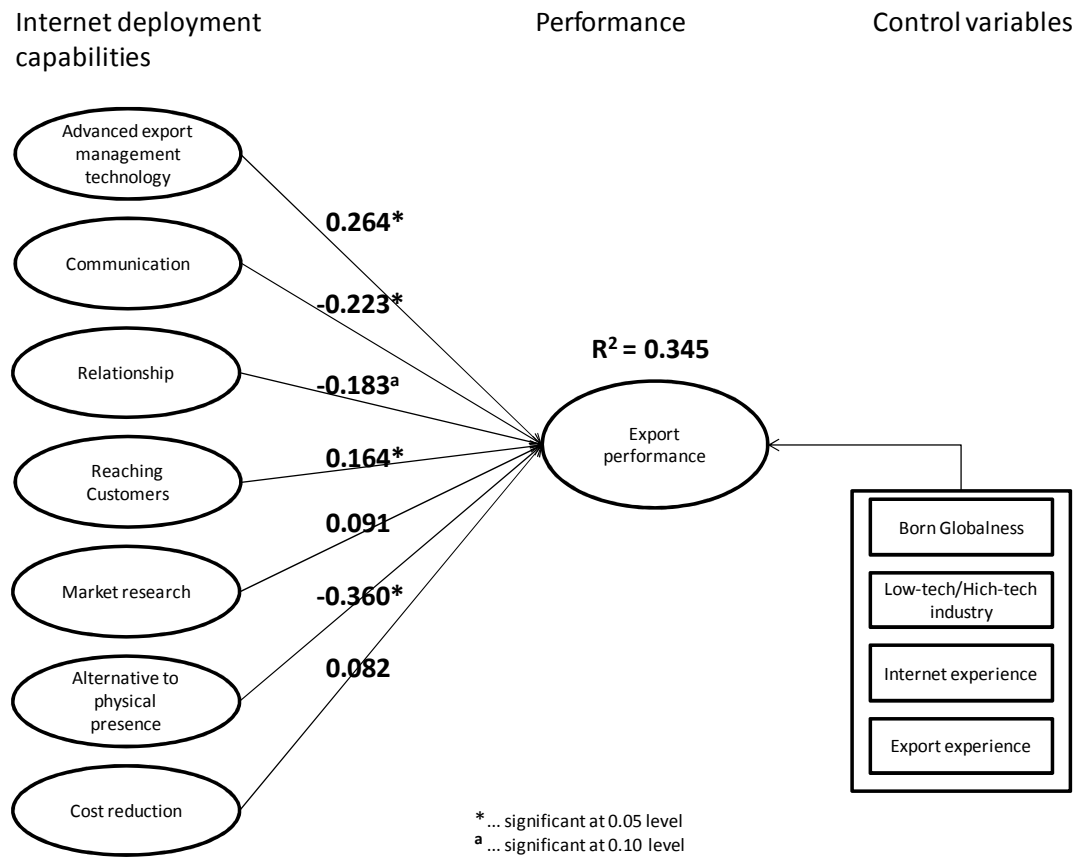 Internet deployment
capabilities
Performance
Control variables
Advanced export
management
technology
Communication
Relationship
Reaching
Customers
Market research
Alternative to
physical
presence
Cost reduction
0.264*
-0.223*
-0.183ᵃ
0.164*
0.091
-0.360*
0.082
R² = 0.345
Export
performance
Born Globalness
Low-tech/Hich-tech
industry
Internet experience
Export experience
* ... significant at 0.05 level
ᵃ ... significant at 0.10 level